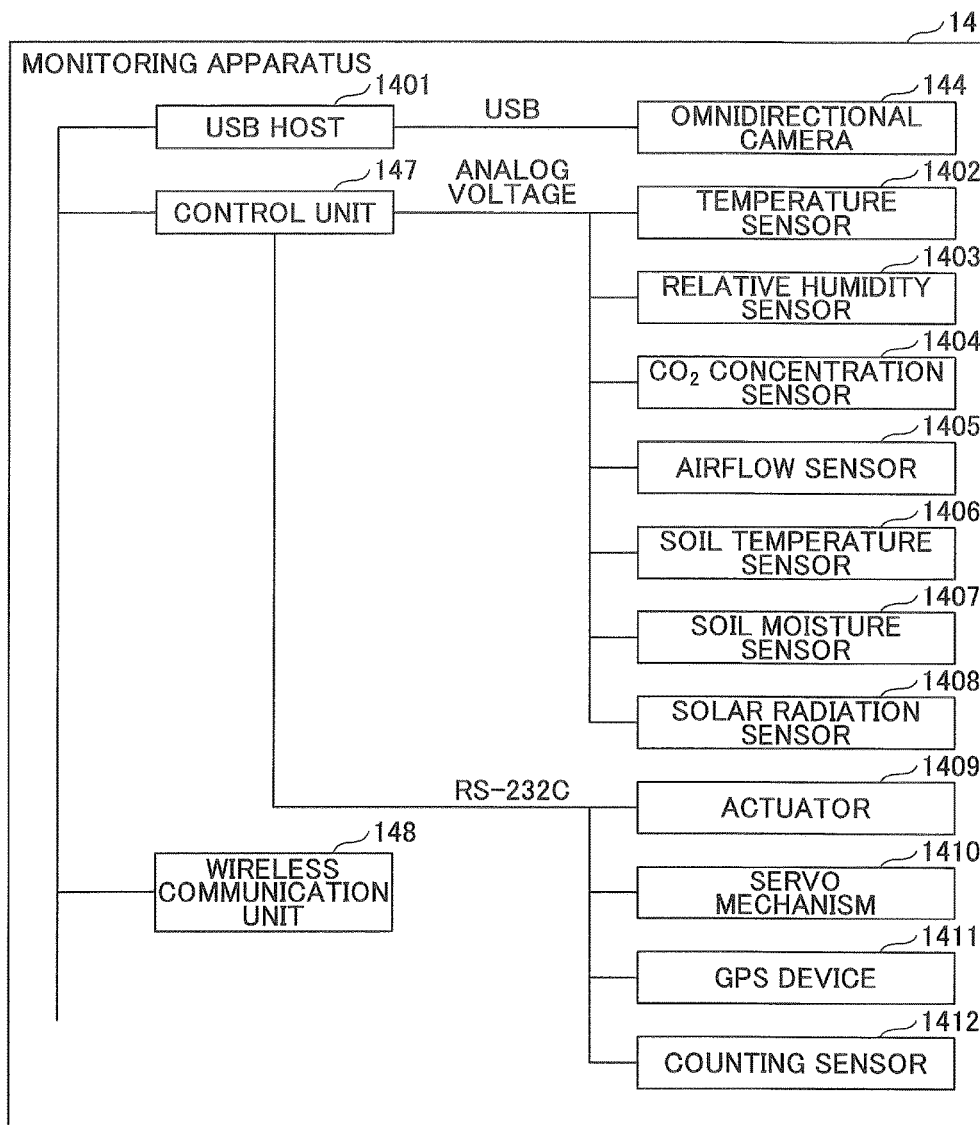 14
MONITORING APPARATUS
1401
USB HOST
USB
144
OMNIDIRECTIONAL
CAMERA
147
CONTROL UNIT
ANALOG
VOLTAGE
1402
TEMPERATURE
SENSOR
1403
RELATIVE HUMIDITY
SENSOR
1404
CO₂ CONCENTRATION
SENSOR
1405
AIRFLOW SENSOR
1406
SOIL TEMPERATURE
SENSOR
1407
SOIL MOISTURE
SENSOR
1408
SOLAR RADIATION
SENSOR
RS-232C
1409
ACTUATOR
148
WIRELESS
COMMUNICATION
UNIT
1410
SERVO
MECHANISM
1411
GPS DEVICE
1412
COUNTING SENSOR